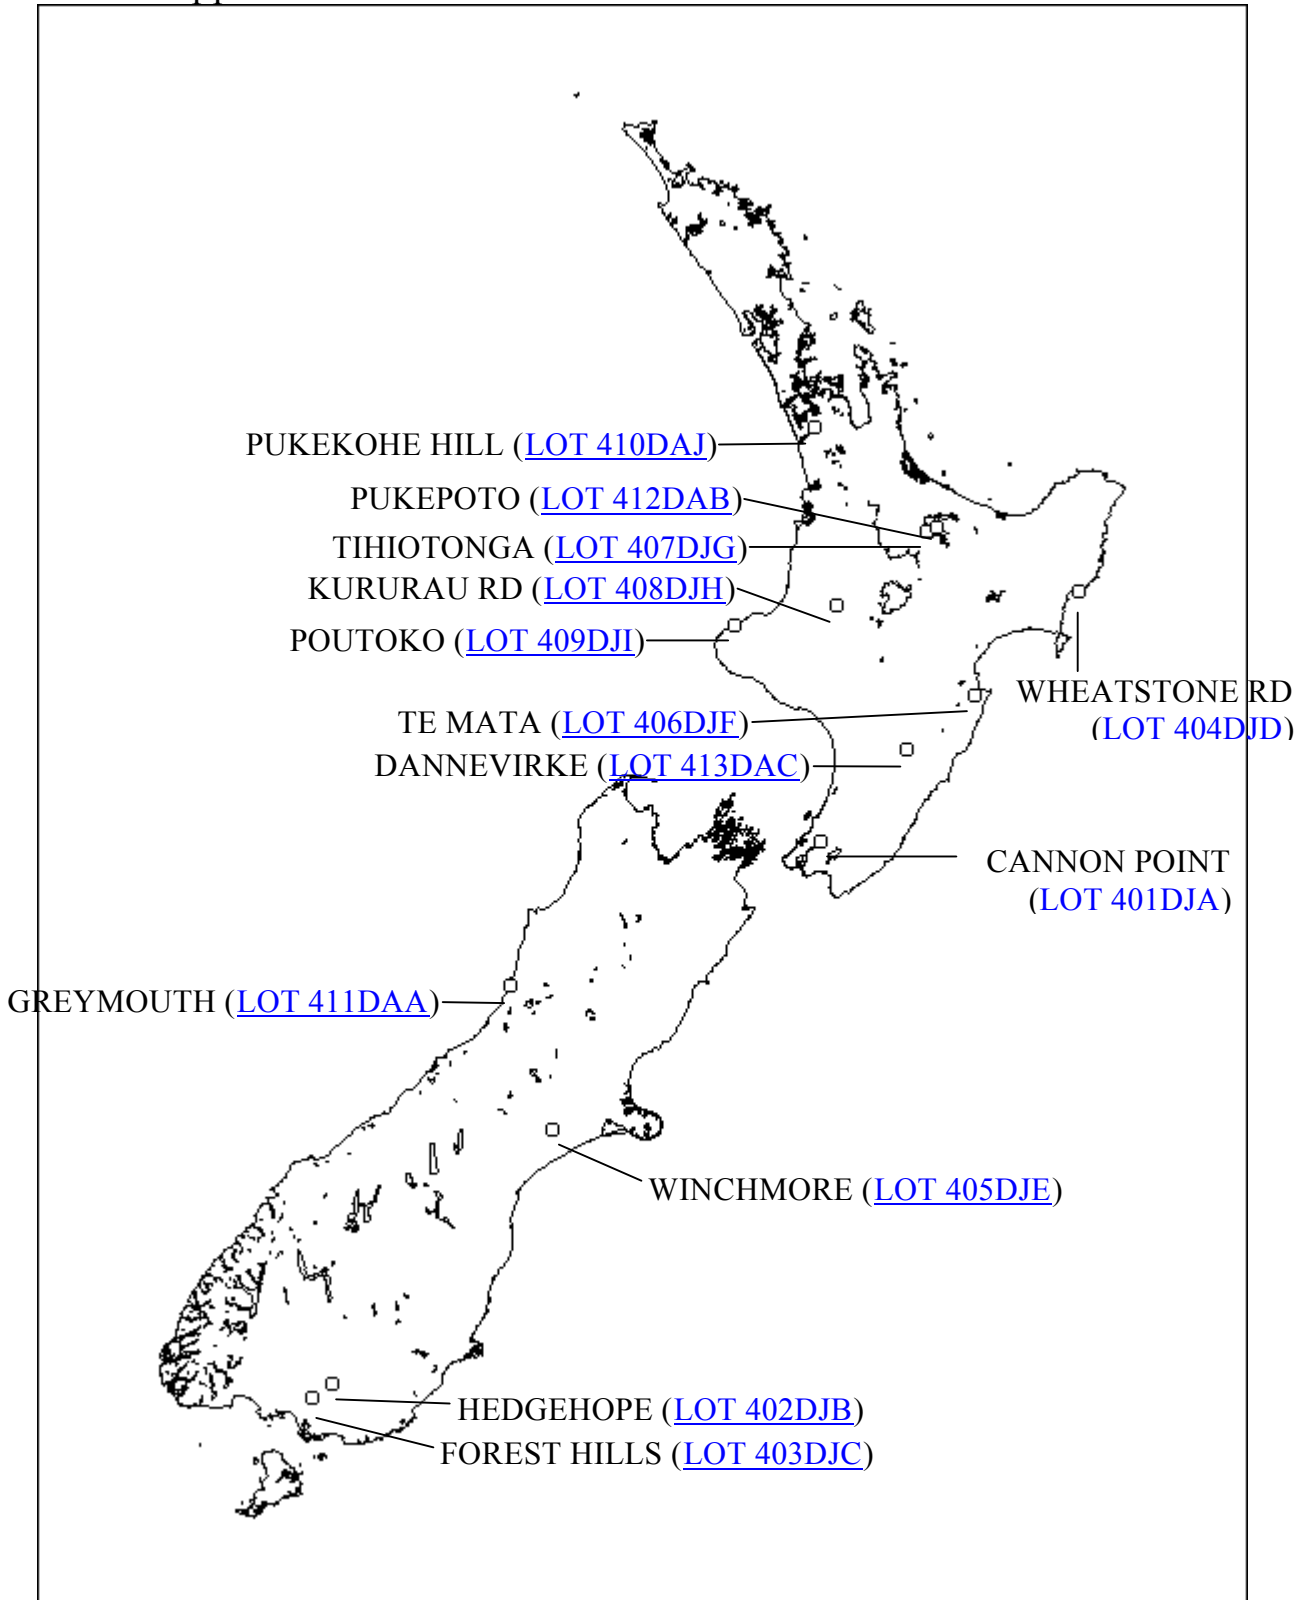 PUKEKOHE HILL (LOT 410DAJ)
PUKEPOTO (LOT 412DAB)
TIHIOTONGA (LOT 407DJG)
KURURAU RD (LOT 408DJH)
POUTOKO (LOT 409DJI)
WHEATSTONE RD
(LOT 404DJD)
TE MATA (LOT 406DJF)
DANNEVIRKE (LOT 413DAC)
CANNON POINT
(LOT 401DJA)
GREYMOUTH (LOT 411DAA)
WINCHMORE (LOT 405DJE)
HEDGEHOPE (LOT 402DJB)
FOREST HILLS (LOT 403DJC)